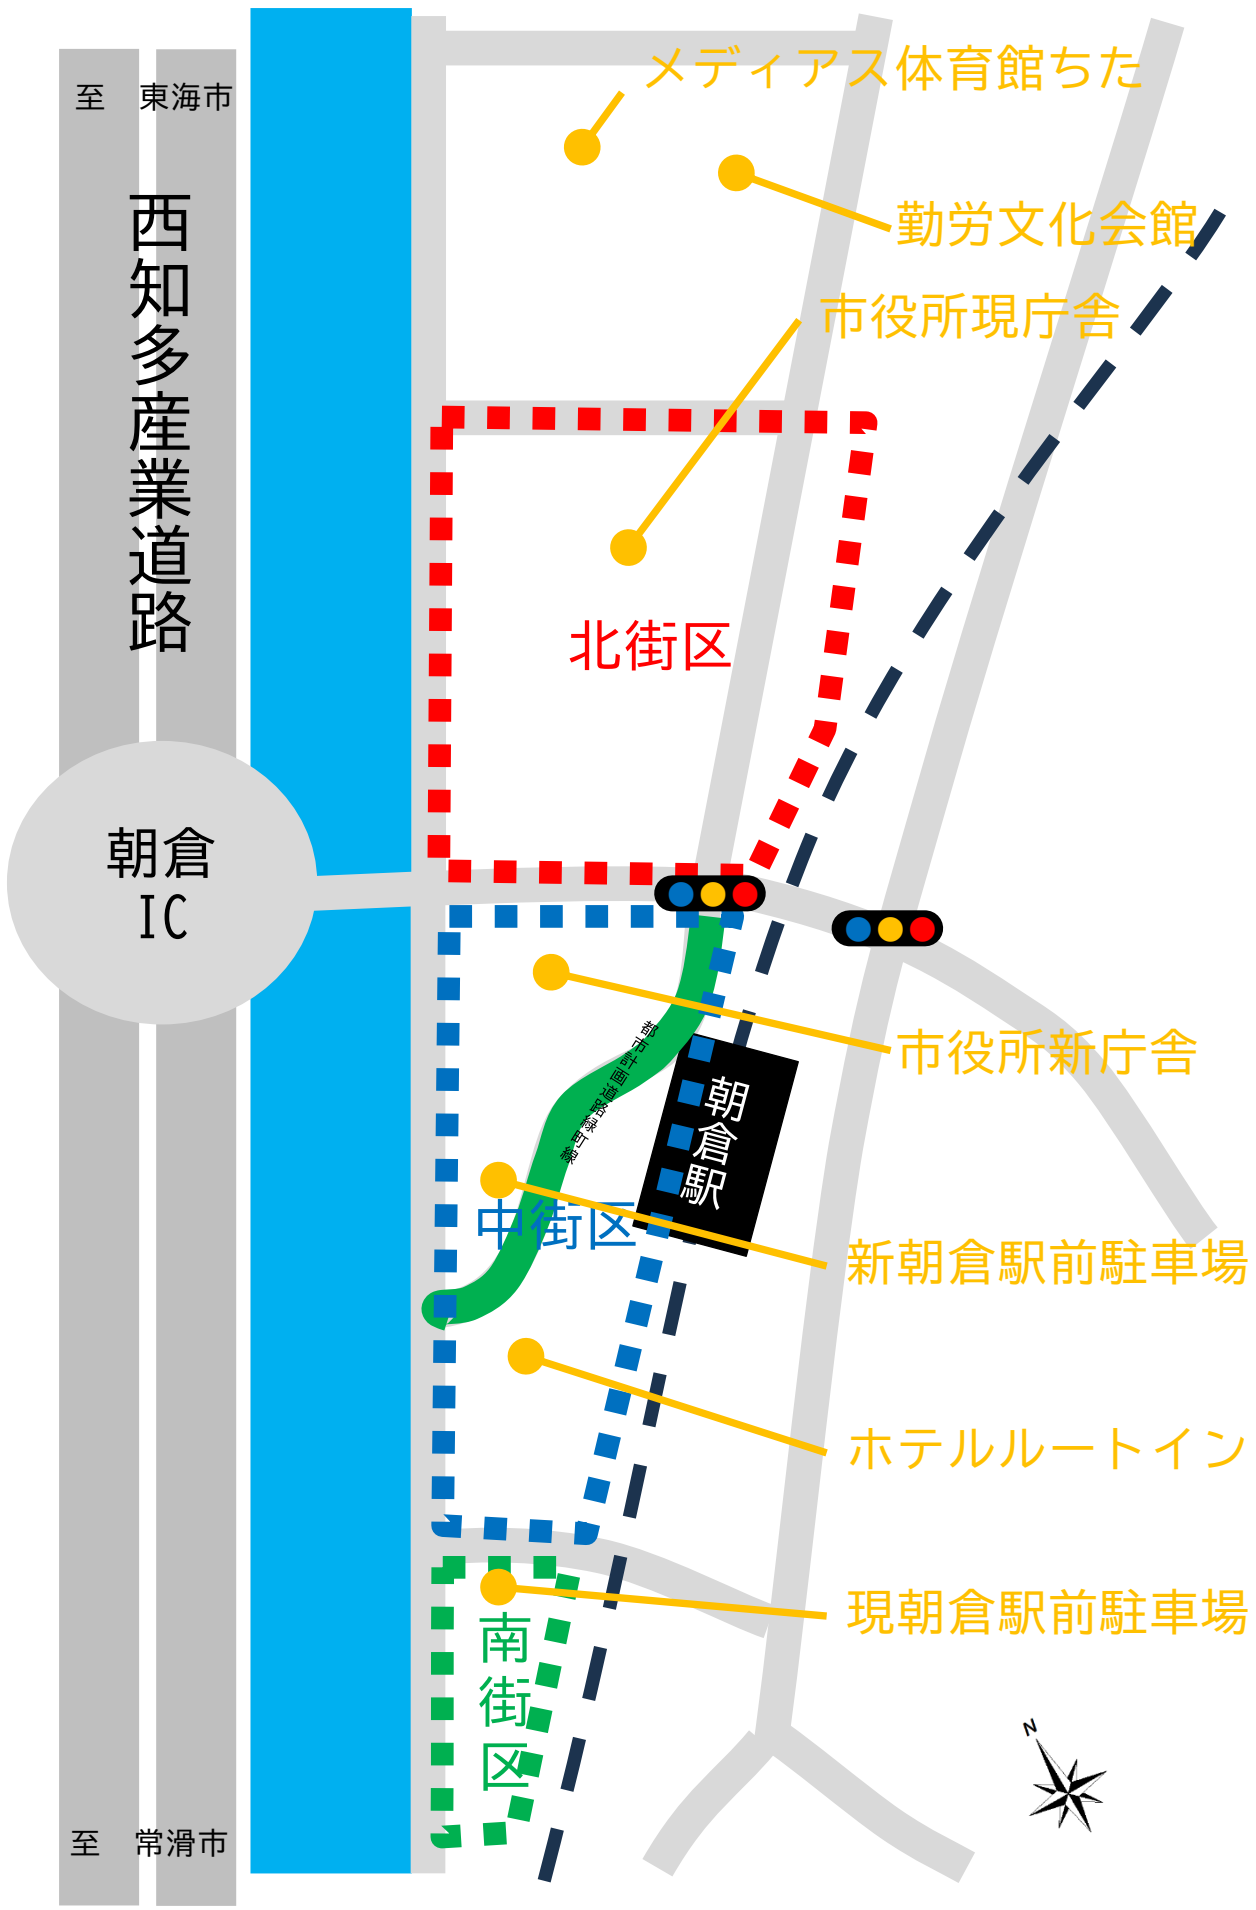 メディアス体育館ちた
至　東海市
勤労文化会館
西知多産業道路
市役所現庁舎
北街区
朝倉
IC
市役所新庁舎
都市計画道路緑町線
朝倉駅
中街区
新朝倉駅前駐車場
ホテルルートイン
現朝倉駅前駐車場
南街区
N
至　常滑市